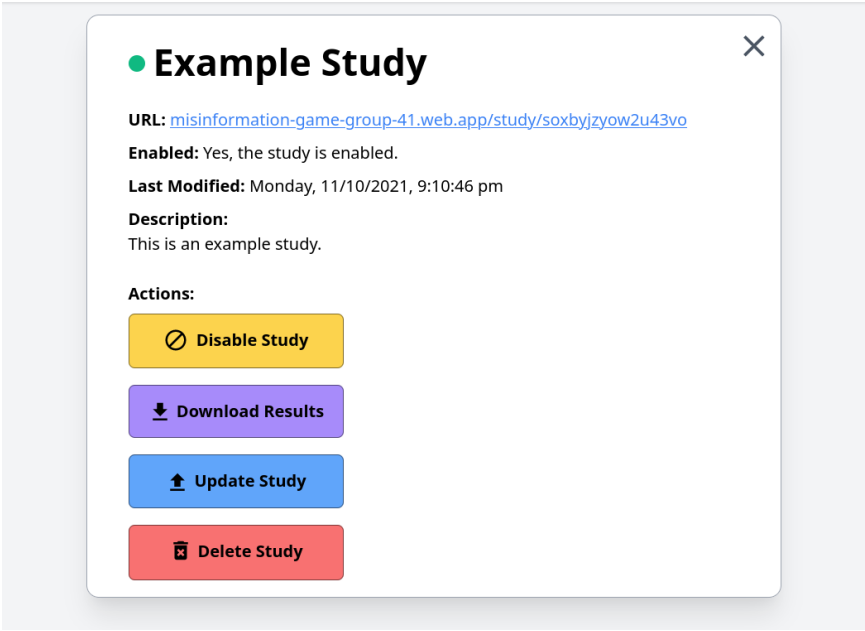 Example Study
URL: misinformation-game-group-41.web.app/study/soxbyjzyow2u43vo
Enabled: Yes, the study is enabled.
Last Modified: Monday, 11/10/2021, 9:10:46 pm
Description:
This is an example study.
Actions:
Disable Study
Download Results
Update Study
Delete Study